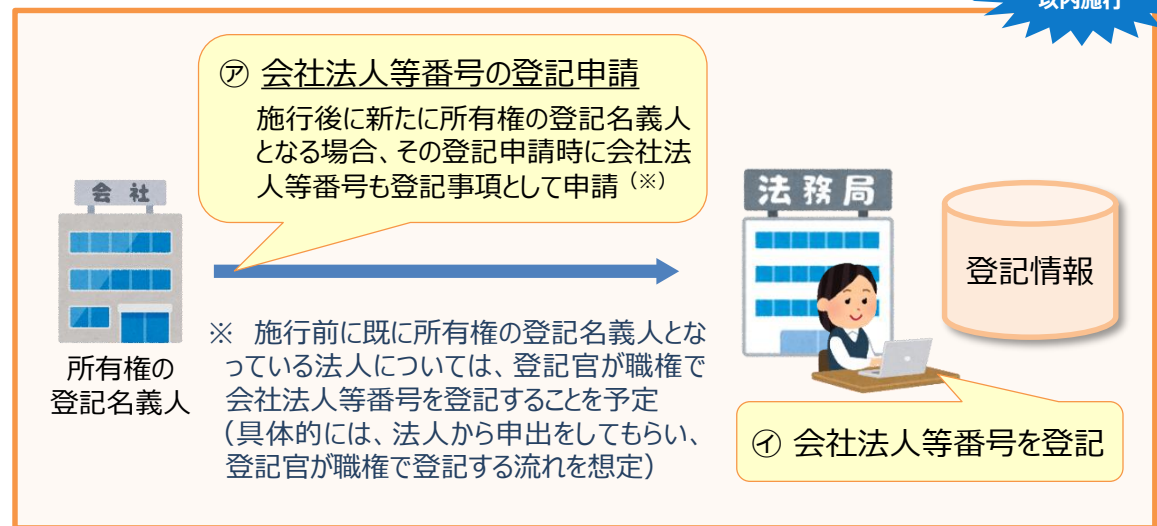 以内施行
㋐ 会社法人等番号の登記申請
施行後に新たに所有権の登記名義人
となる場合、その登記申請時に会社法
人等番号も登記事項として申請（※）
会社
法務局
登記情報
所有権の
登記名義人
※ 施行前に既に所有権の登記名義人とな
っている法人については、登記官が職権で
会社法人等番号を登記することを予定
（具体的には、法人から申出をしてもらい、
登記官が職権で登記する流れを想定）
㋑ 会社法人等番号を登記